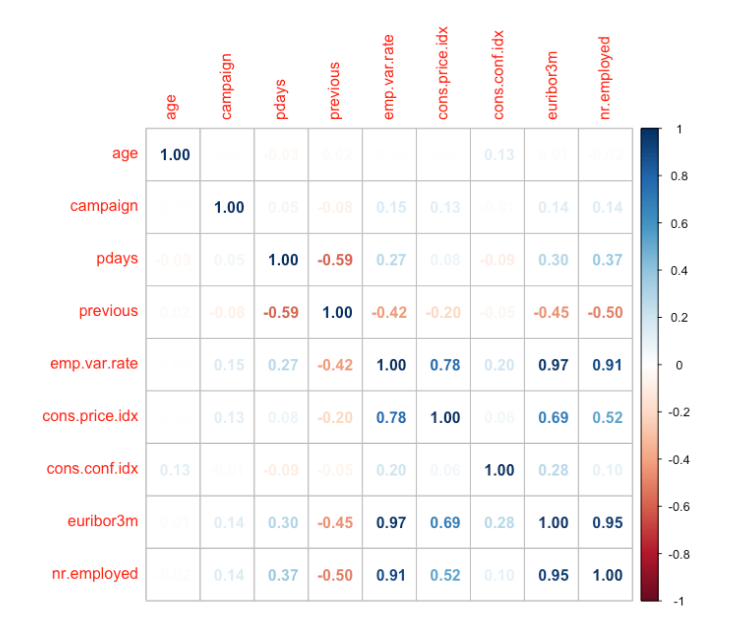 age campaign pdays previous emp.var.rate cons.price.idx cons.conf.idx euribor3m nr.employed
age 1.00 -0.03 0.02 0.13 0.01 -0.02
campaign 1.00 0.05 -0.08 0.15 0.13 -0.01 0.14 0.14
pdays -0.03 0.05 1.00 -0.59 0.27 0.08 -0.09 0.30 0.37
previous 0.02 -0.08 -0.59 1.00 -0.42 -0.20 -0.05 -0.45 -0.50
emp.var.rate 0.15 0.27 -0.42 1.00 0.78 0.20 0.97 0.91
cons.price.idx 0.13 0.08 -0.20 0.78 1.00 0.06 0.69 0.52
cons.conf.idx 0.13 -0.01 -0.09 -0.05 0.20 0.06 1.00 0.28 0.10
euribor3m 0.01 0.14 0.30 -0.45 0.97 0.69 0.28 1.00 0.95
nr.employed -0.02 0.14 0.37 -0.50 0.91 0.52 0.10 0.95 1.00
1
0.8
0.6
0.4
0.2
0
-0.2
-0.4
-0.6
-0.8
-1